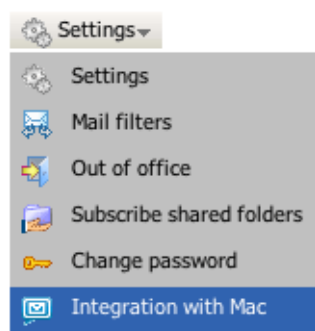 Settings
Settings
Mail filters
Out of office
Subscribe shared folders
Change password
Integration with Mac